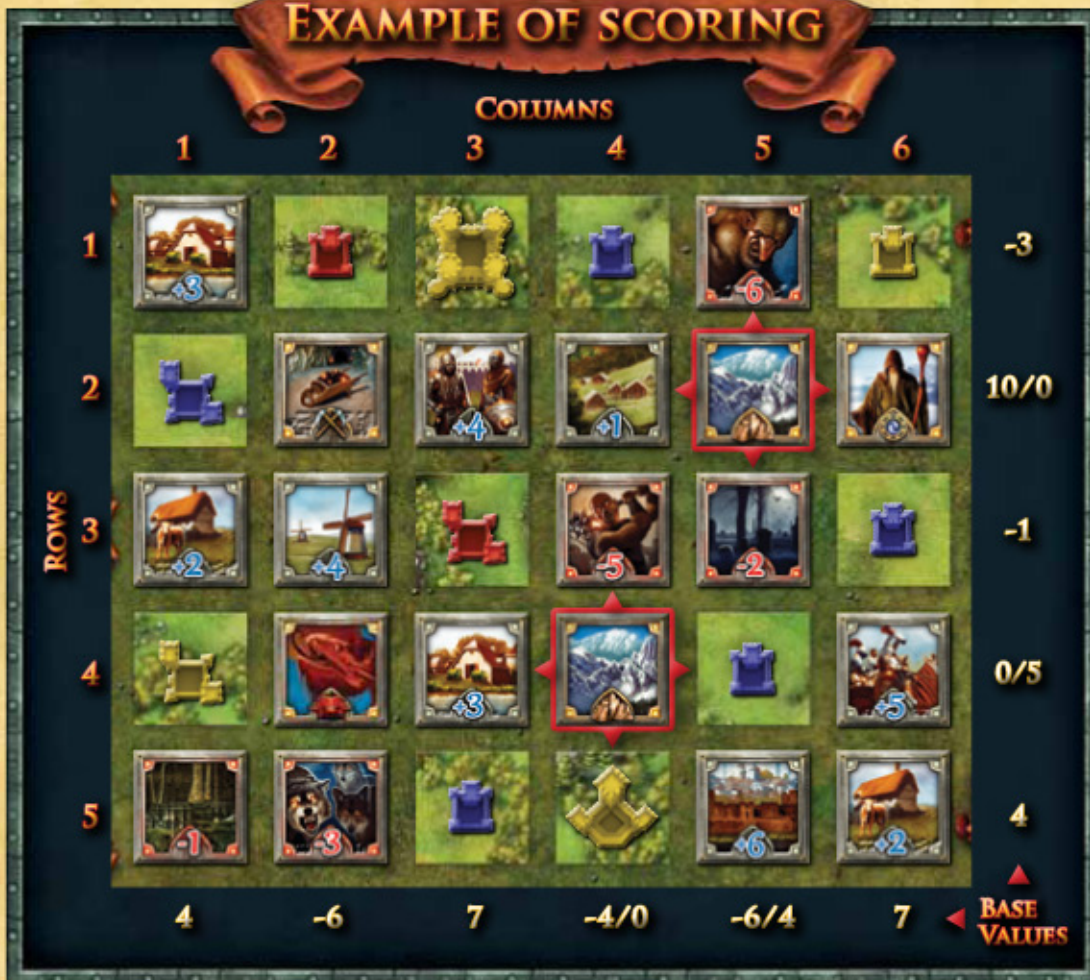 EXAMPLE OF SCORING
COLUMNS
1 2 3 4 5 6
ROWS
1 +3 -6 -3
2 +4 +1 10/0
3 +2 +4 -5 -2 -1
4 +3 +5 0/5
5 -1 -3 +6 +2 4
4 -6 7 -4/0 -6/4 7
BASE
VALUES